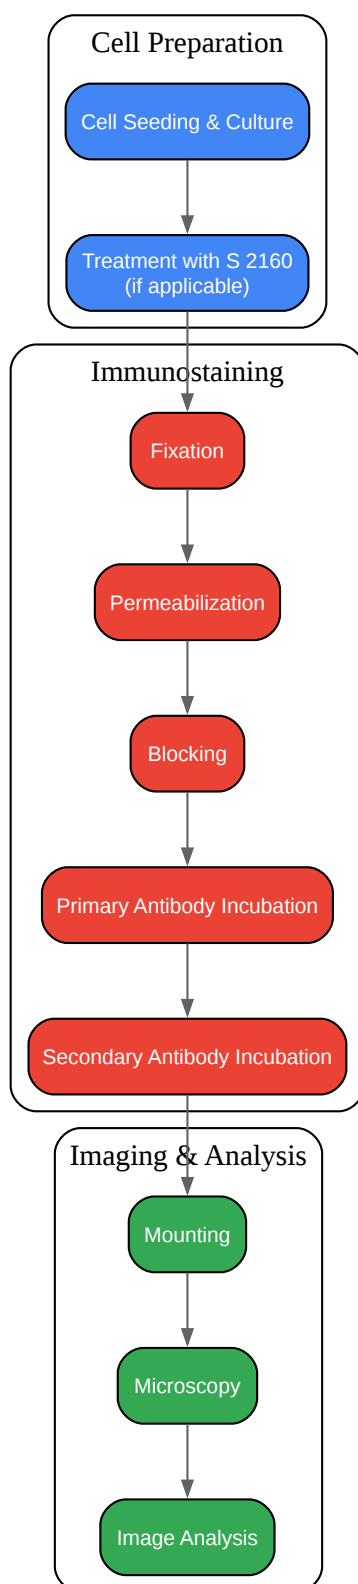 Cell Preparation
Cell Seeding & Culture
Treatment with S 2160
(if applicable)
Immunostaining
Fixation
Permeabilization
Blocking
Primary Antibody Incubation
Secondary Antibody Incubation
Imaging & Analysis
Mounting
Microscopy
Image Analysis